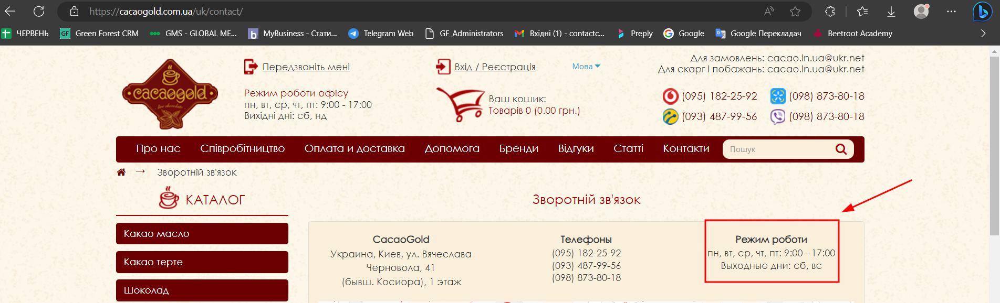 https://cacaogold.com.ua/uk/contact/
ЧЕРВЕНЬ
GF Green Forest CRM
GMS - GLOBAL ME...
b MyBusiness - Стати...
Telegram Web
GF_Administrators
Вхідні (1) - contactc...
Preply
Google
Google Перекладач
Beetroot Academy
cacaogold
Передзвоніть мені
Режим роботи офісу
пн, вт, ср, чт, пт: 9:00 - 17:00
Вихідні дні: сб, нд
Вхід / Реєстрація
Мова
Ваш кошик:
Товарів 0 (0.00 грн.)
Для замовлень: cacao.in.ua@ukr.net
Для скарг і побажань: cacao.in.ua@ukr.net
(095) 182-25-92
(098) 873-80-18
(093) 487-99-56
(098) 873-80-18
Про нас
Співробітництво
Оплата и доставка
Допомога
Бренди
Відгуки
Статті
Контакти
Пошук
→ Зворотній зв'язок
КАТАЛОГ
Какао масло
Какао терте
Шоколад
Зворотній зв'язок
CacaoGold
Украина, Киев, ул. Вячеслава
Черновола, 41
(бывш. Косиора), 1 этаж
Телефоны
(095) 182-25-92
(093) 487-99-56
(098) 873-80-18
Режим роботи
пн, вт, ср, чт, пт: 9:00 - 17:00
Выходные дни: сб, вс